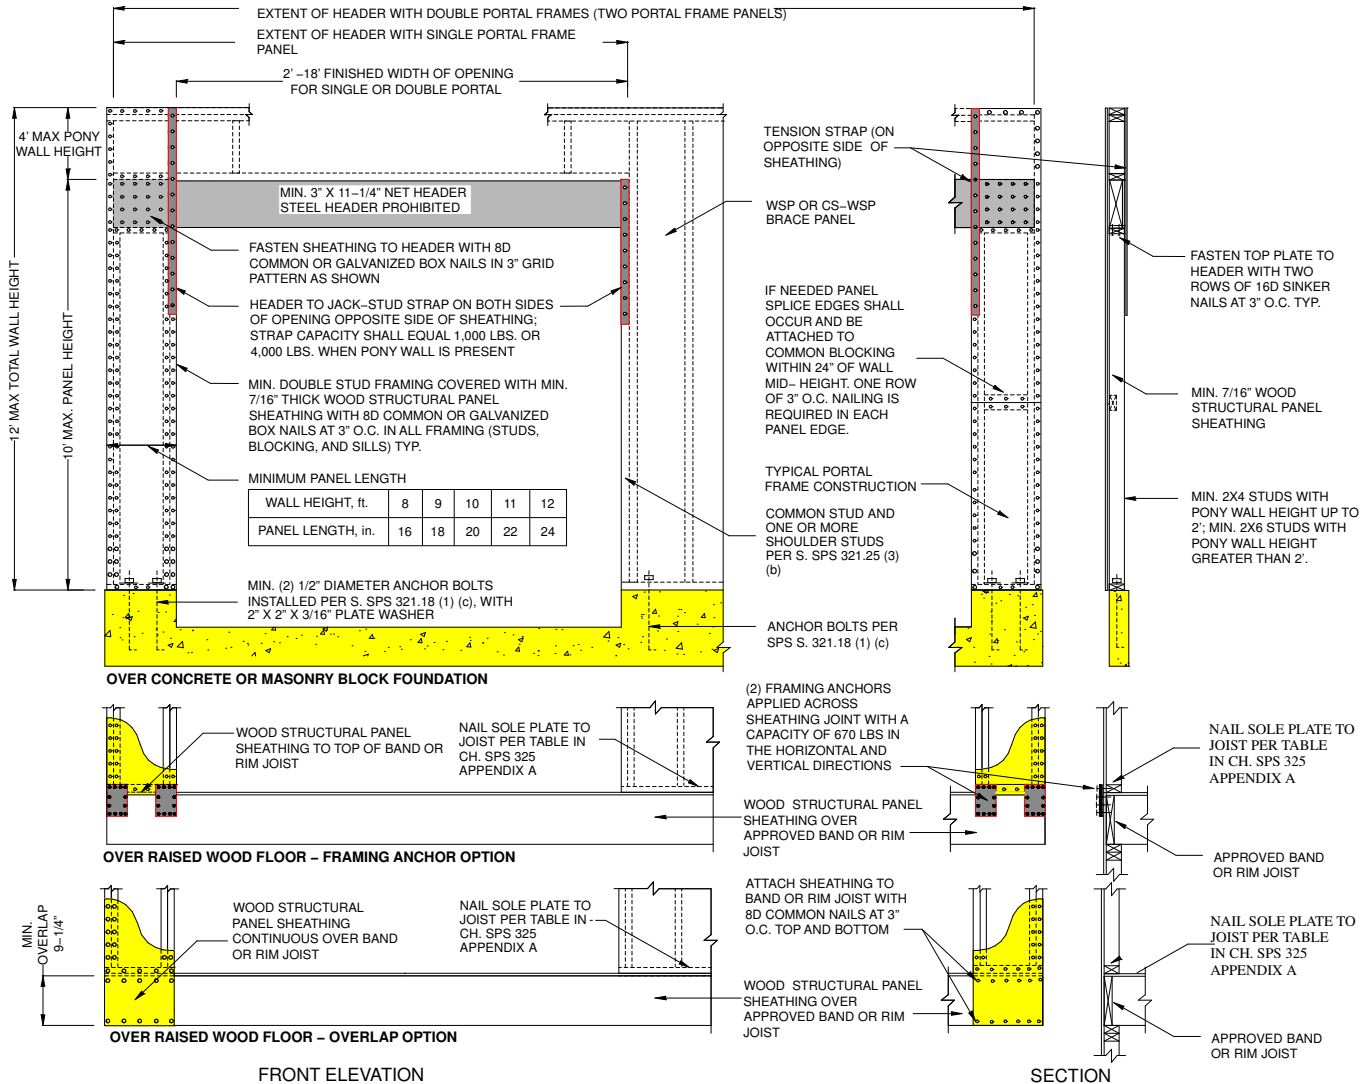 EXTENT OF HEADER WITH DOUBLE PORTAL FRAMES (TWO PORTAL FRAME PANELS)
EXTENT OF HEADER WITH SINGLE PORTAL FRAME
PANEL
2' –18' FINISHED WIDTH OF OPENING
FOR SINGLE OR DOUBLE PORTAL
4' MAX PONY
WALL HEIGHT
12' MAX TOTAL WALL HEIGHT
10' MAX. PANEL HEIGHT
MIN. 3" X 11–1/4" NET HEADER
STEEL HEADER PROHIBITED
FASTEN SHEATHING TO HEADER WITH 8D
COMMON OR GALVANIZED BOX NAILS IN 3" GRID
PATTERN AS SHOWN
HEADER TO JACK–STUD STRAP ON BOTH SIDES
OF OPENING OPPOSITE SIDE OF SHEATHING;
STRAP CAPACITY SHALL EQUAL 1,000 LBS. OR
4,000 LBS. WHEN PONY WALL IS PRESENT
MIN. DOUBLE STUD FRAMING COVERED WITH MIN.
7/16" THICK WOOD STRUCTURAL PANEL
SHEATHING WITH 8D COMMON OR GALVANIZED
BOX NAILS AT 3" O.C. IN ALL FRAMING (STUDS,
BLOCKING, AND SILLS) TYP.
MINIMUM PANEL LENGTH
WALL HEIGHT, ft. 8 9 10 11 12
PANEL LENGTH, in. 16 18 20 22 24
MIN. (2) 1/2" DIAMETER ANCHOR BOLTS
INSTALLED PER S. SPS 321.18 (1) (c), WITH
2" X 2" X 3/16" PLATE WASHER
TENSION STRAP (ON
OPPOSITE SIDE OF
SHEATHING)
WSP OR CS–WSP
BRACE PANEL
IF NEEDED PANEL
SPLICE EDGES SHALL
OCCUR AND BE
ATTACHED TO
COMMON BLOCKING
WITHIN 24" OF WALL
MID– HEIGHT. ONE ROW
OF 3" O.C. NAILING IS
REQUIRED IN EACH
PANEL EDGE.
TYPICAL PORTAL
FRAME CONSTRUCTION
COMMON STUD AND
ONE OR MORE
SHOULDER STUDS
PER S. SPS 321.25 (3)
(b)
ANCHOR BOLTS PER
SPS S. 321.18 (1) (c)
FASTEN TOP PLATE TO
HEADER WITH TWO
ROWS OF 16D SINKER
NAILS AT 3" O.C. TYP.
MIN. 7/16" WOOD
STRUCTURAL PANEL
SHEATHING
MIN. 2X4 STUDS WITH
PONY WALL HEIGHT UP TO
2'; MIN. 2X6 STUDS WITH
PONY WALL HEIGHT
GREATER THAN 2'.
OVER CONCRETE OR MASONRY BLOCK FOUNDATION
WOOD STRUCTURAL PANEL
SHEATHING TO TOP OF BAND OR
RIM JOIST
NAIL SOLE PLATE TO
JOIST PER TABLE IN
CH. SPS 325
APPENDIX A
(2) FRAMING ANCHORS
APPLIED ACROSS
SHEATHING JOINT WITH A
CAPACITY OF 670 LBS IN
THE HORIZONTAL AND
VERTICAL DIRECTIONS
WOOD STRUCTURAL PANEL
SHEATHING OVER
APPROVED BAND OR RIM
JOIST
NAIL SOLE PLATE TO
JOIST PER TABLE
IN CH. SPS 325
APPENDIX A
APPROVED BAND
OR RIM JOIST
OVER RAISED WOOD FLOOR – FRAMING ANCHOR OPTION
MIN.
OVERLAP
9–1/4"
WOOD STRUCTURAL
PANEL SHEATHING
CONTINUOUS OVER BAND
OR RIM JOIST
NAIL SOLE PLATE TO
JOIST PER TABLE IN
CH. SPS 325
APPENDIX A
ATTACH SHEATHING TO
BAND OR RIM JOIST WITH
8D COMMON NAILS AT 3"
O.C. TOP AND BOTTOM
WOOD STRUCTURAL PANEL
SHEATHING OVER
APPROVED BAND OR RIM
JOIST
NAIL SOLE PLATE TO
JOIST PER TABLE
IN CH. SPS 325
APPENDIX A
APPROVED BAND
OR RIM JOIST
OVER RAISED WOOD FLOOR – OVERLAP OPTION
FRONT ELEVATION
SECTION